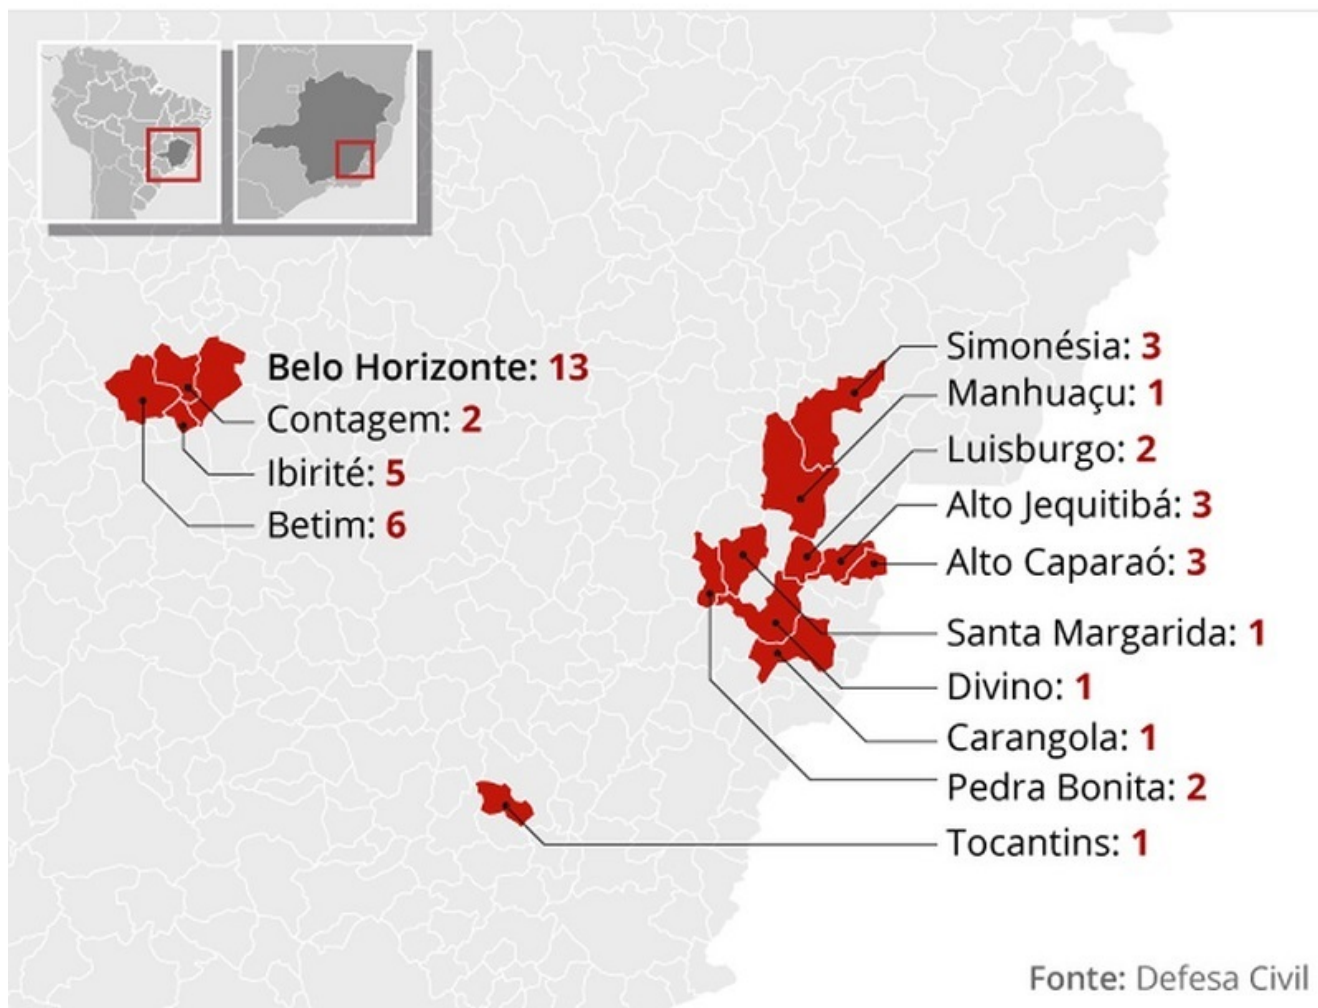 Belo Horizonte: 13
Contagem: 2
Ibirité: 5
Betim: 6
Simonésia: 3
Manhuaçu: 1
Luisburgo: 2
Alto Jequitibá: 3
Alto Caparaó: 3
Santa Margarida: 1
Divino: 1
Carangola: 1
Pedra Bonita: 2
Tocantins: 1
Fonte: Defesa Civil